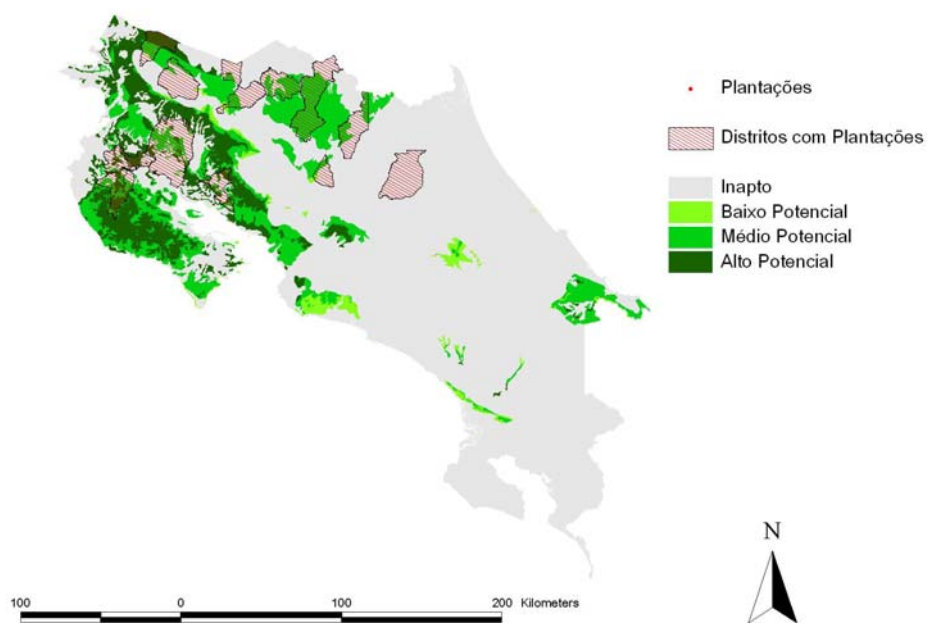 Plantações
Distritos com Plantações
Inapto
Baixo Potencial
Médio Potencial
Alto Potencial
N
100 0 100 200 Kilometers